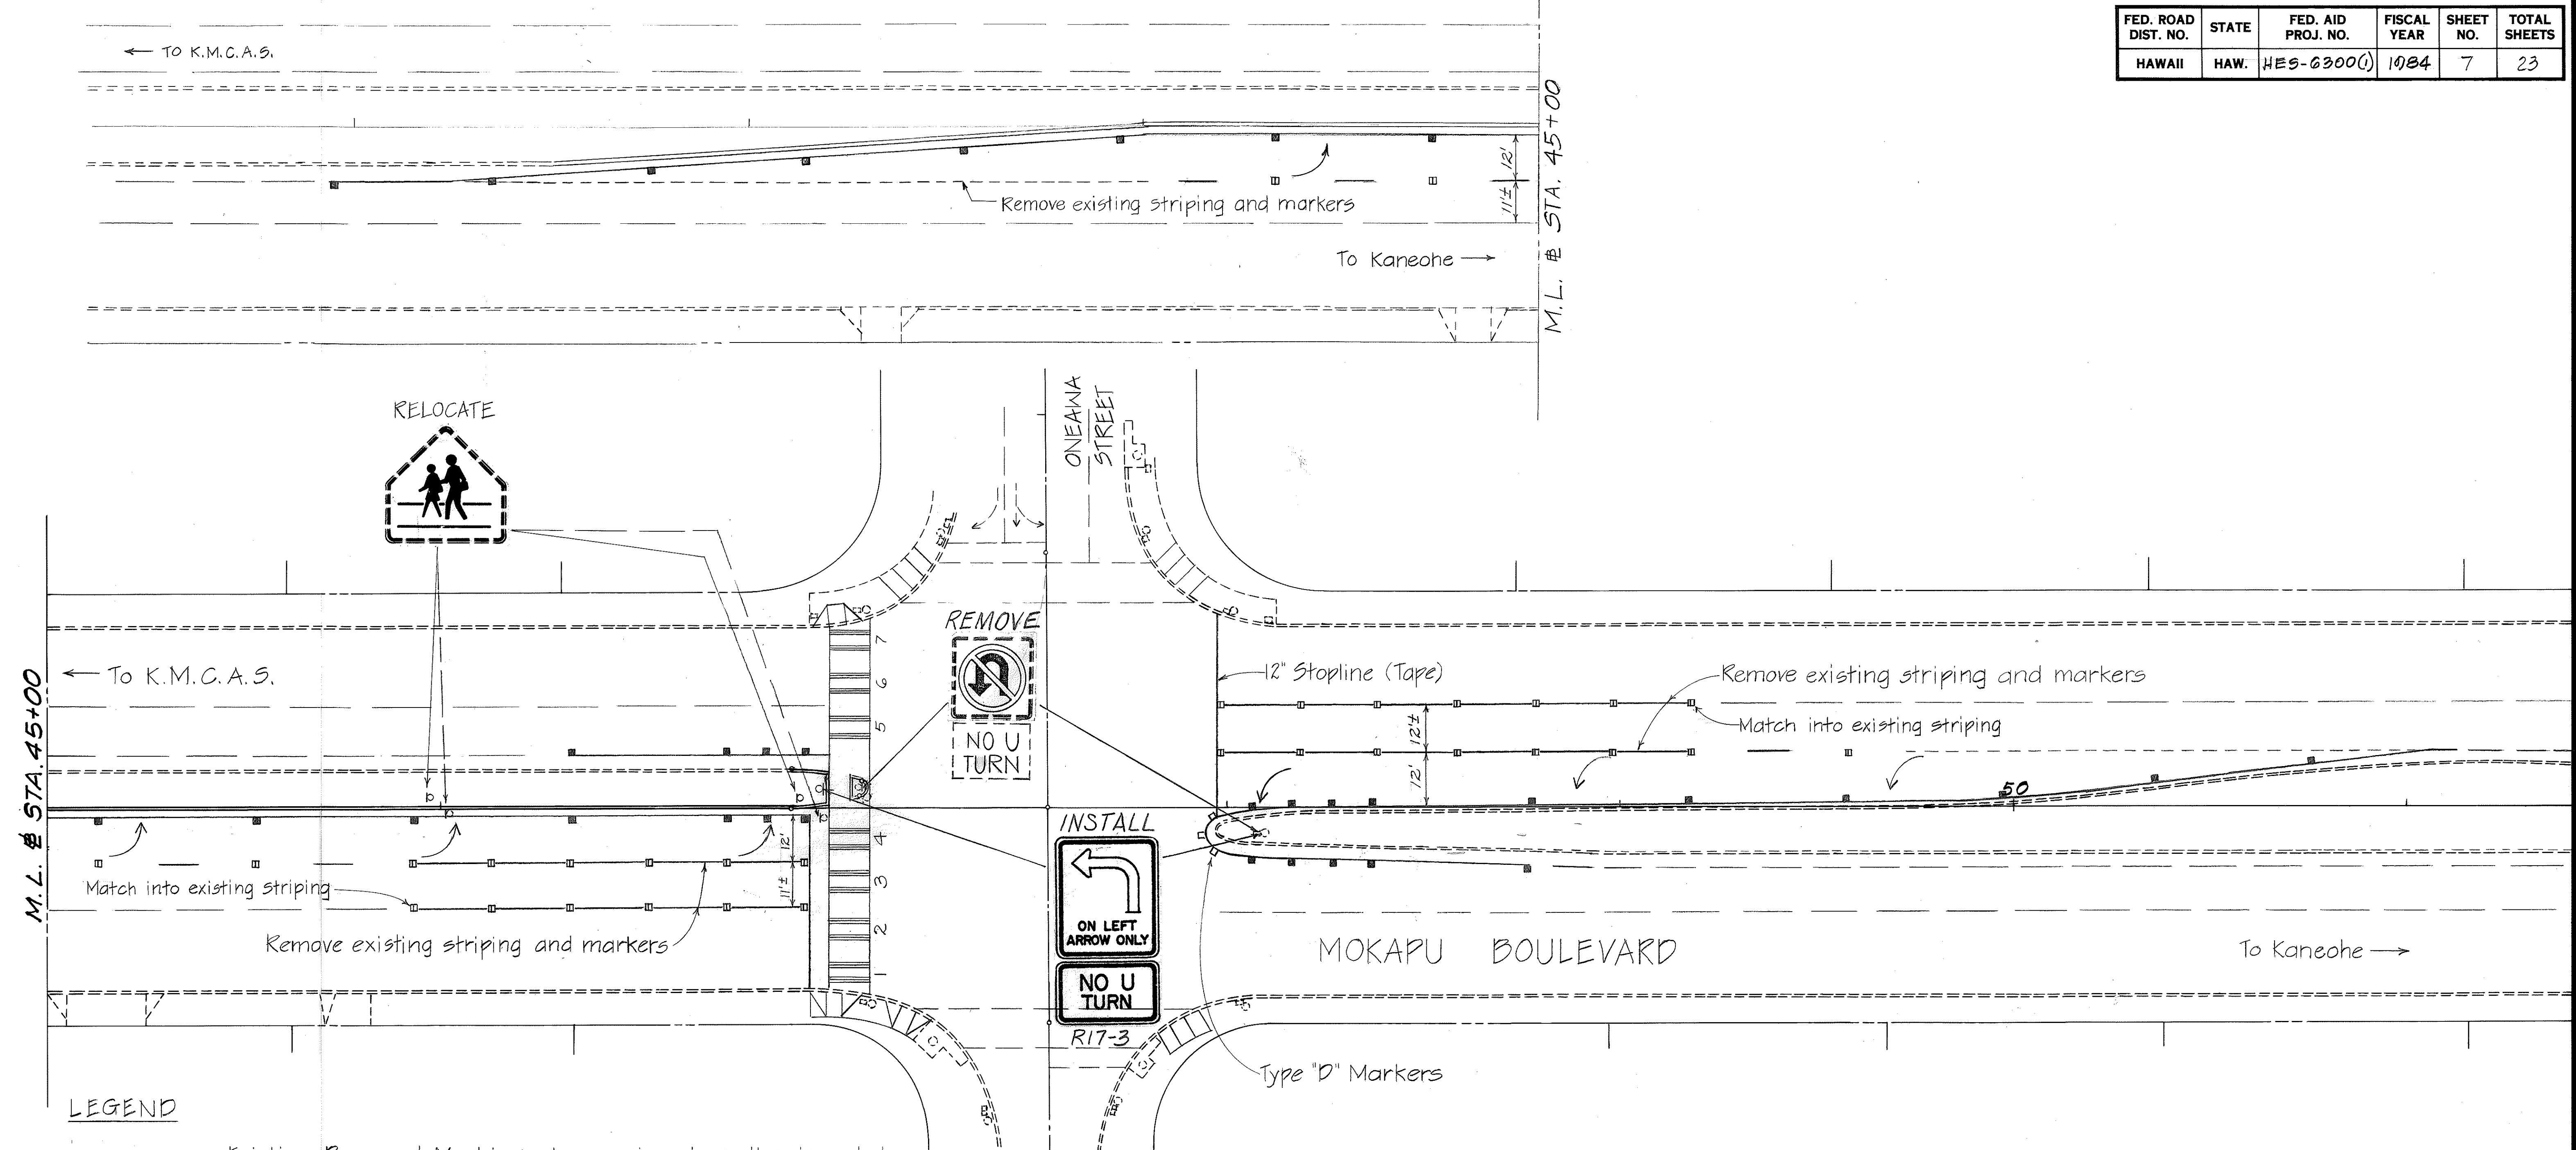 FED. ROAD DIST. NO.
STATE
FED. AID PROJ. NO.
FISCAL YEAR
SHEET NO.
TOTAL SHEETS
HAWAII
HAW.
HES-6300(1)
1984
7
23
← TO K.M.C.A.S.
12'
11'±
Remove existing striping and markers
To Kaneohe →
M.L. ⅊ STA. 45+00
RELOCATE
ONEAWA
STREET
REMOVE
NO U
TURN
← To K.M.C.A.S.
M.L. ⅊ STA. 45+00
7
6
5
4
3
2
1
12" Stopline (Tape)
Remove existing striping and markers
Match into existing striping
12'±
12'
50
12'
11'±
Match into existing striping
Remove existing striping and markers
INSTALL
ON LEFT
ARROW ONLY
NO U
TURN
R17-3
MOKAPU BOULEVARD
To Kaneohe →
Type "D" Markers
LEGEND